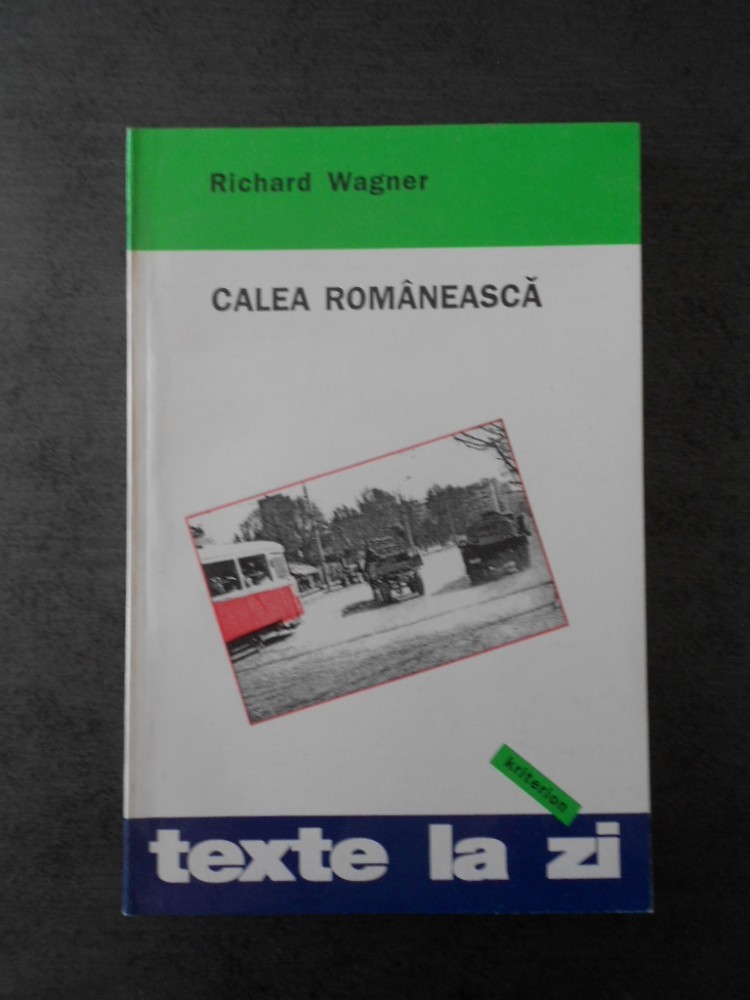 Richard Wagner
CALEA ROMÂNEASCĂ
kriterion
texte la zi